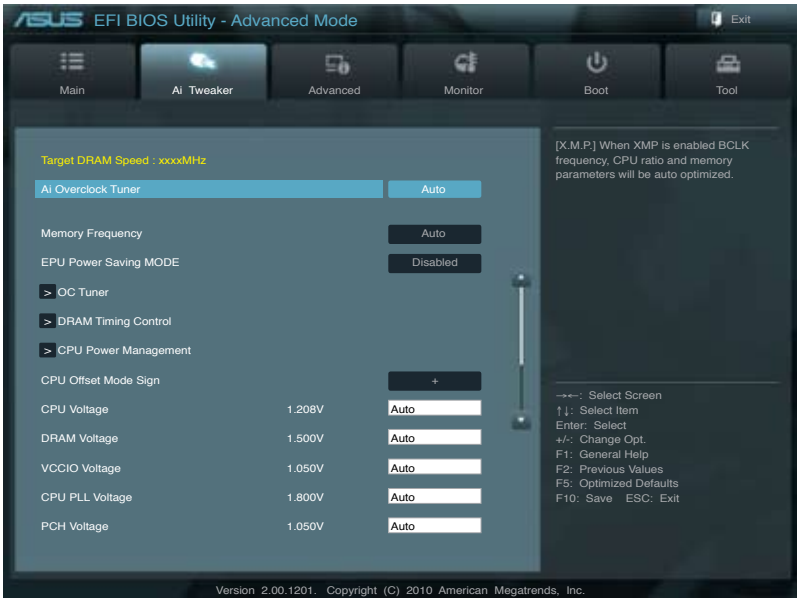 ASUS EFI BIOS Utility - Advanced Mode
Exit
Main
Ai Tweaker
Advanced
Monitor
Boot
Tool
Target DRAM Speed : xxxxMHz
Ai Overclock Tuner Auto
Memory Frequency Auto
EPU Power Saving MODE Disabled
> OC Tuner
> DRAM Timing Control
> CPU Power Management
CPU Offset Mode Sign +
CPU Voltage 1.208V Auto
DRAM Voltage 1.500V Auto
VCCIO Voltage 1.050V Auto
CPU PLL Voltage 1.800V Auto
PCH Voltage 1.050V Auto
[X.M.P.] When XMP is enabled BCLK
frequency, CPU ratio and memory
parameters will be auto optimized.
→←: Select Screen
↑↓: Select Item
Enter: Select
+/-: Change Opt.
F1: General Help
F2: Previous Values
F5: Optimized Defaults
F10: Save ESC: Exit
Version 2.00.1201. Copyright (C) 2010 American Megatrends, Inc.